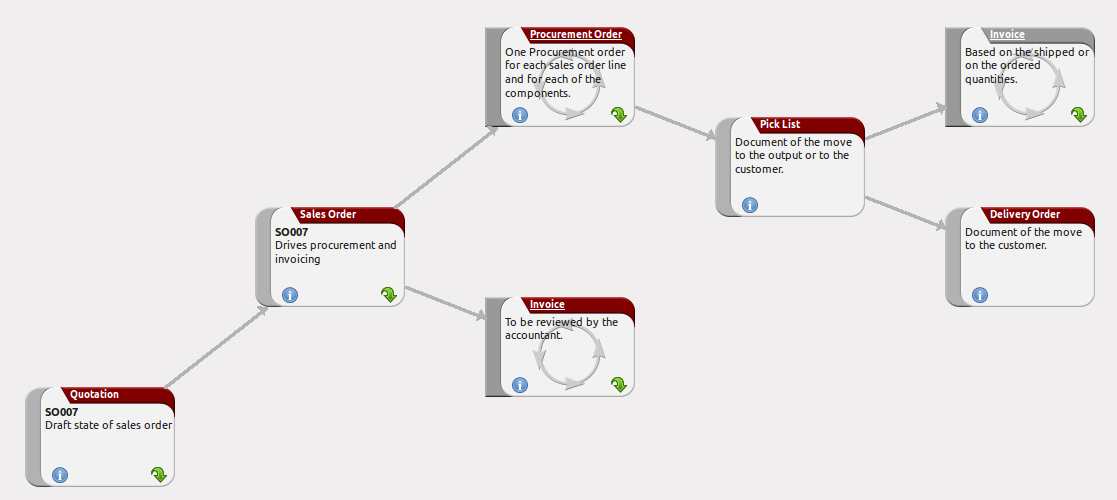 Procurement Order
One Procurement order
for each sales order line
and for each of the
components.
Invoice
Based on the shipped or
on the ordered
quantities.
Pick List
Document of the move
to the output or to the
customer.
Sales Order
SO007
Drives procurement and
invoicing
Delivery Order
Document of the move
to the customer.
Invoice
To be reviewed by the
accountant.
Quotation
SO007
Draft state of sales order